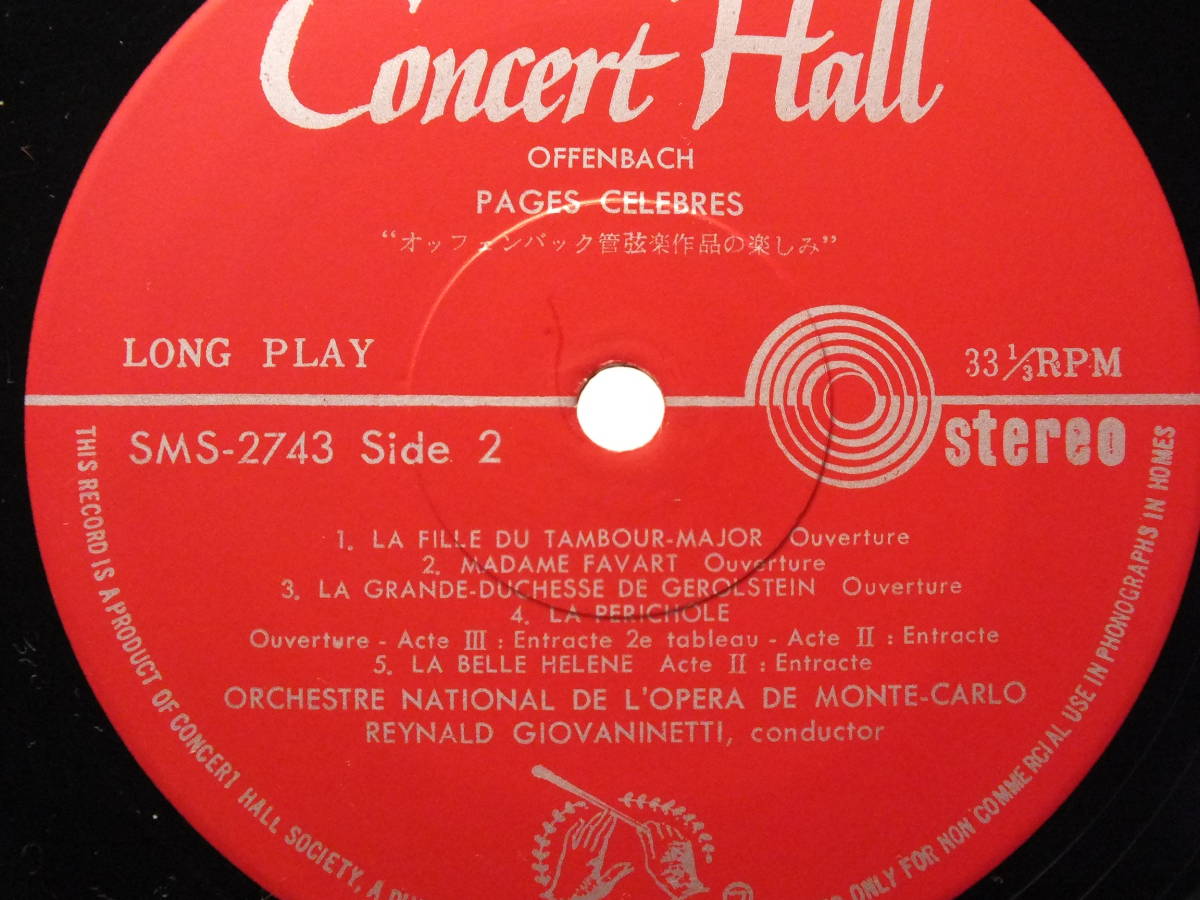 Concert Hall
OFFENBACH
PAGES CELEBRES
“オッフェンバック管弦楽作品の楽しみ”
LONG PLAY
33 1/3 RPM
SMS-2743 Side 2
stereo
1. LA FILLE DU TAMBOUR-MAJOR Ouverture
2. MADAME FAVART Ouverture
3. LA GRANDE-DUCHESSE DE GEROLSTEIN Ouverture
4. LA PERICHOLE
Ouverture - Acte III : Entracte 2e tableau - Acte II : Entracte
5. LA BELLE HELENE Acte II : Entracte
ORCHESTRE NATIONAL DE L'OPERA DE MONTE-CARLO
REYNALD GIOVANINETTI, conductor
THIS RECORD IS A PRODUCT OF CONCERT HALL SOCIETY, A
ONLY FOR NON COMMERCIAL USE IN PHONOGRAPHS IN HOMES